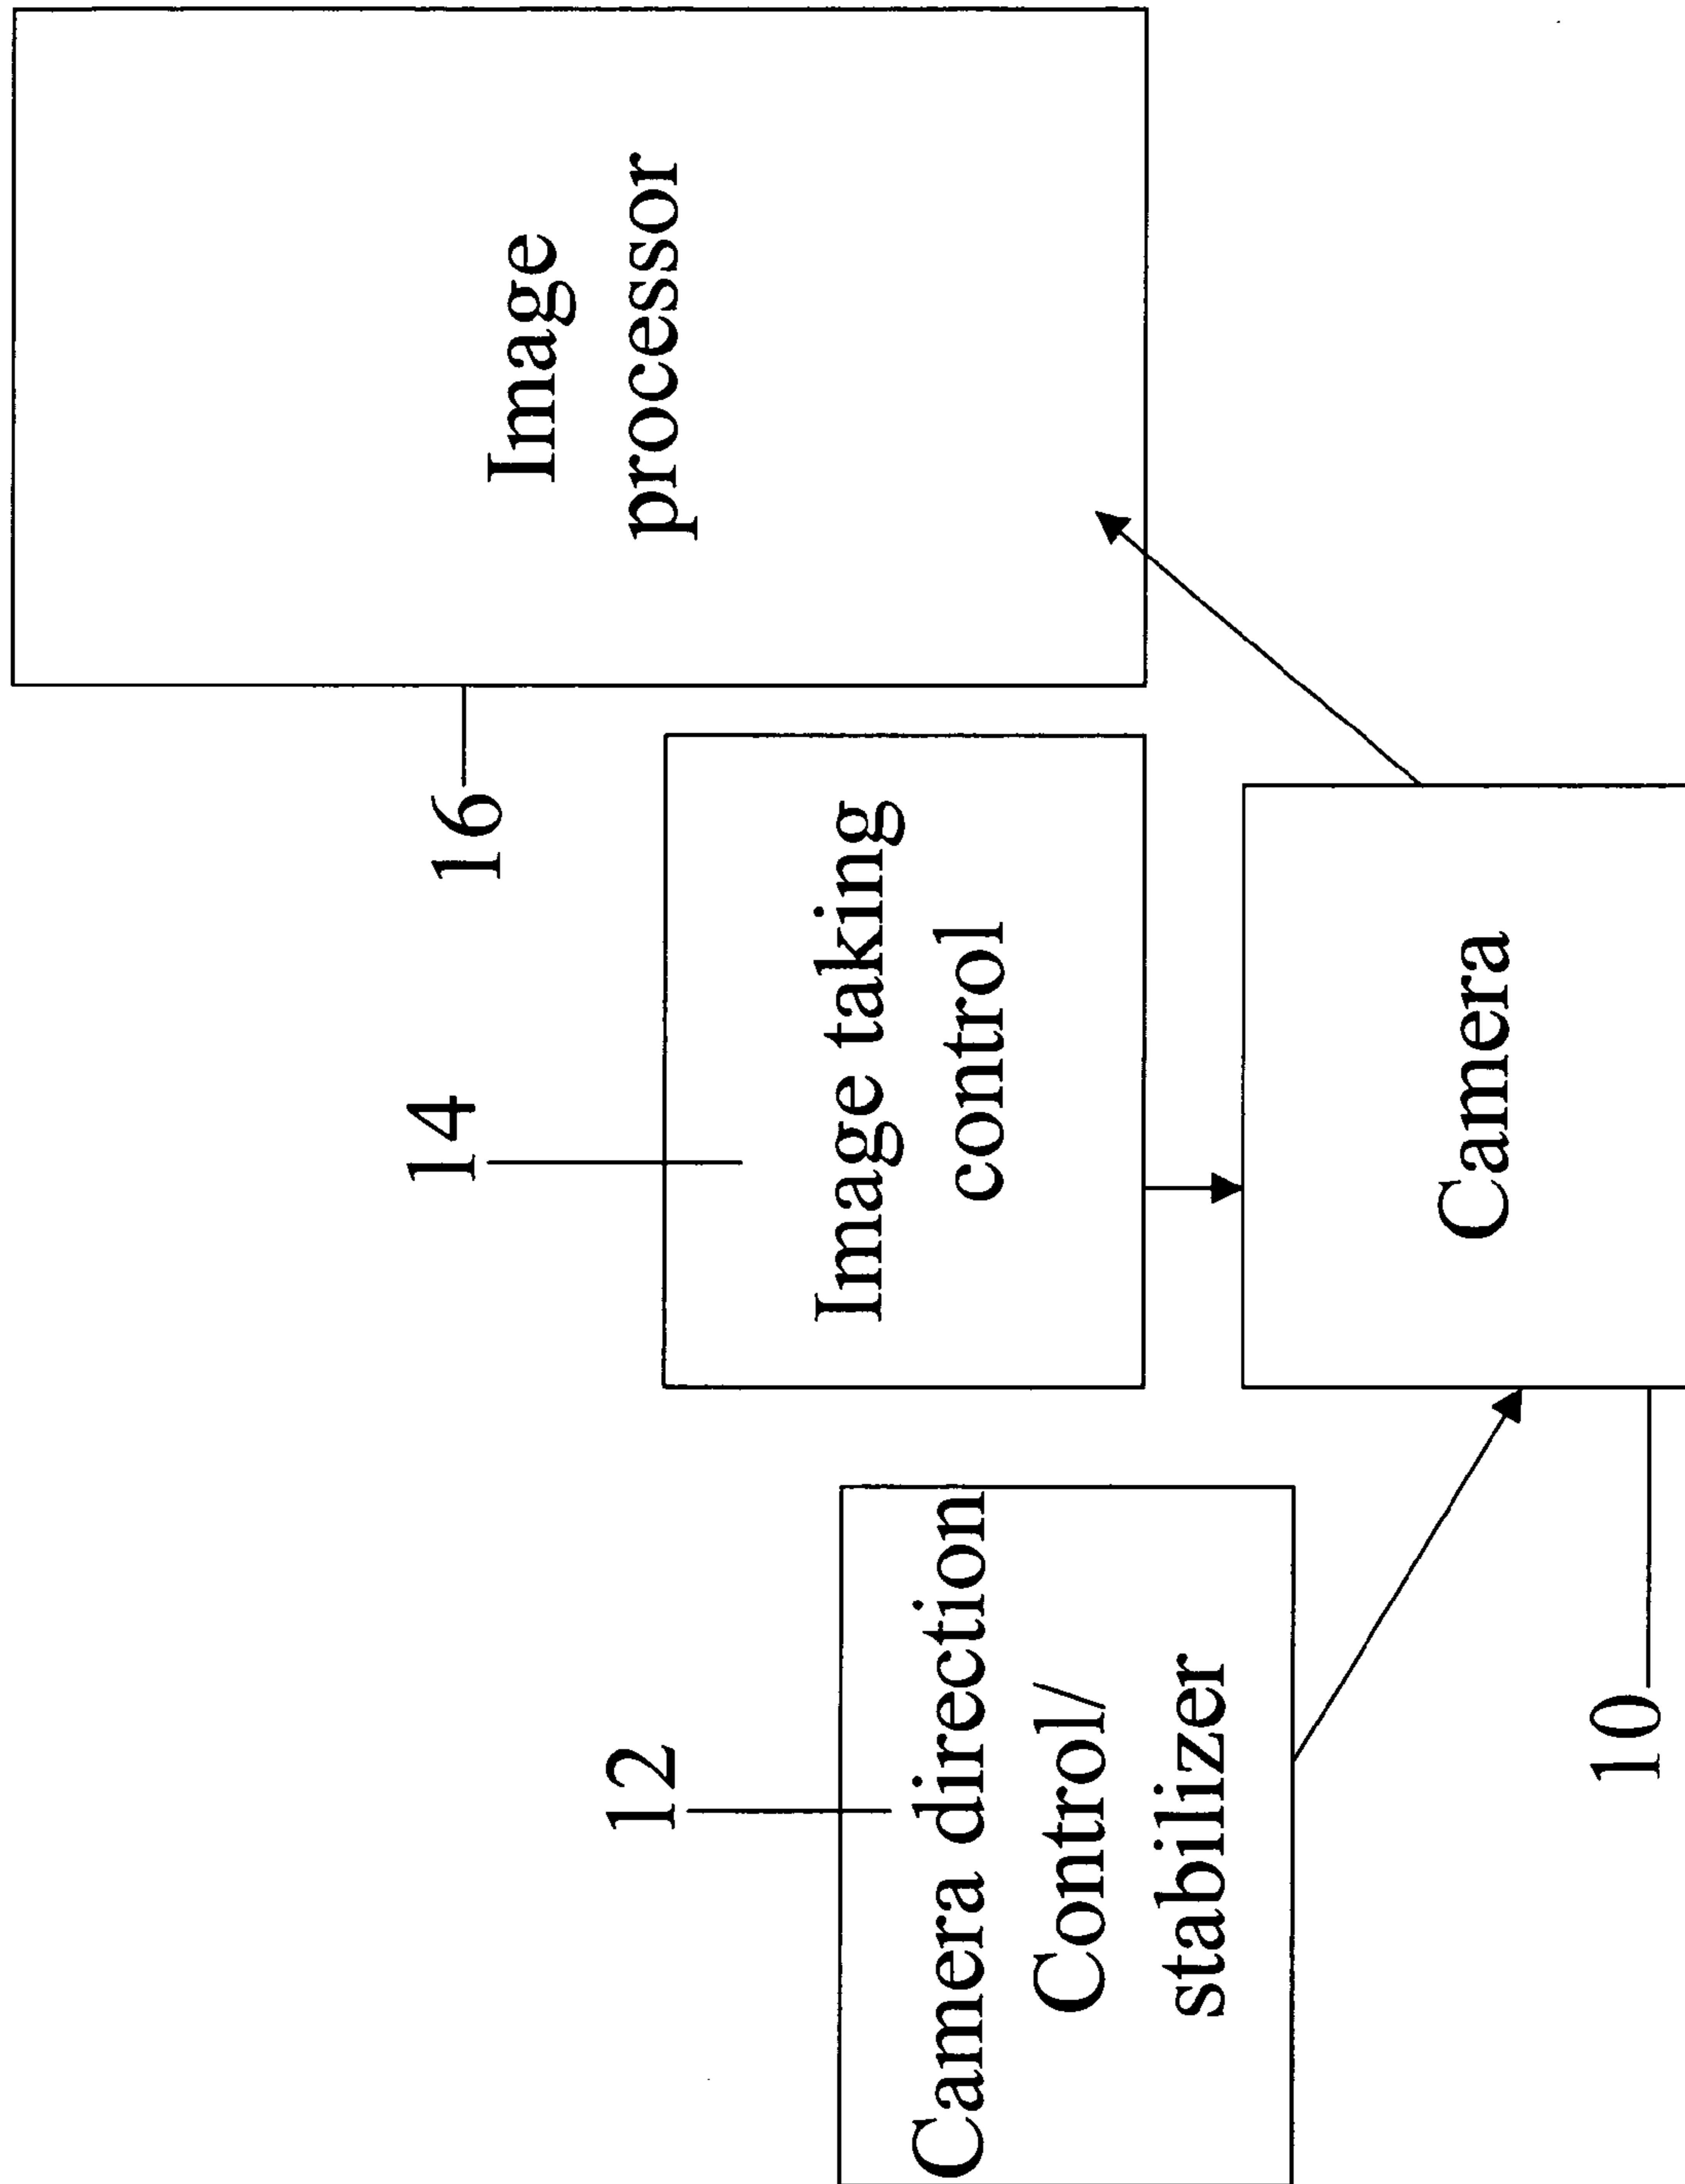 12
Camera direction
Control/
stabilizer
14
Image taking
control
16
Image
processor
10
Camera